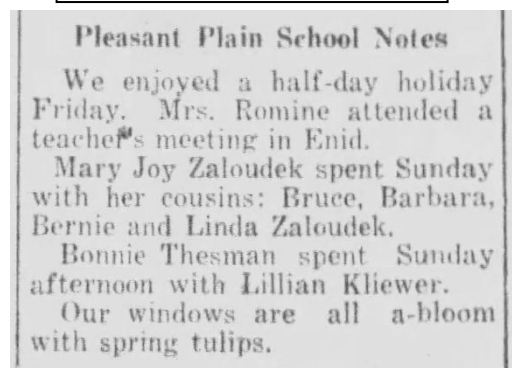 Pleasant Plain School Notes
We enjoyed a half-day holiday
Friday. Mrs. Romine attended a
teacher's meeting in Enid.
Mary Joy Zaloudek spent Sunday
with her cousins: Bruce, Barbara,
Bernie and Linda Zaloudek.
Bonnie Thesman spent Sunday
afternoon with Lillian Kliewer.
Our windows are all a-bloom
with spring tulips.